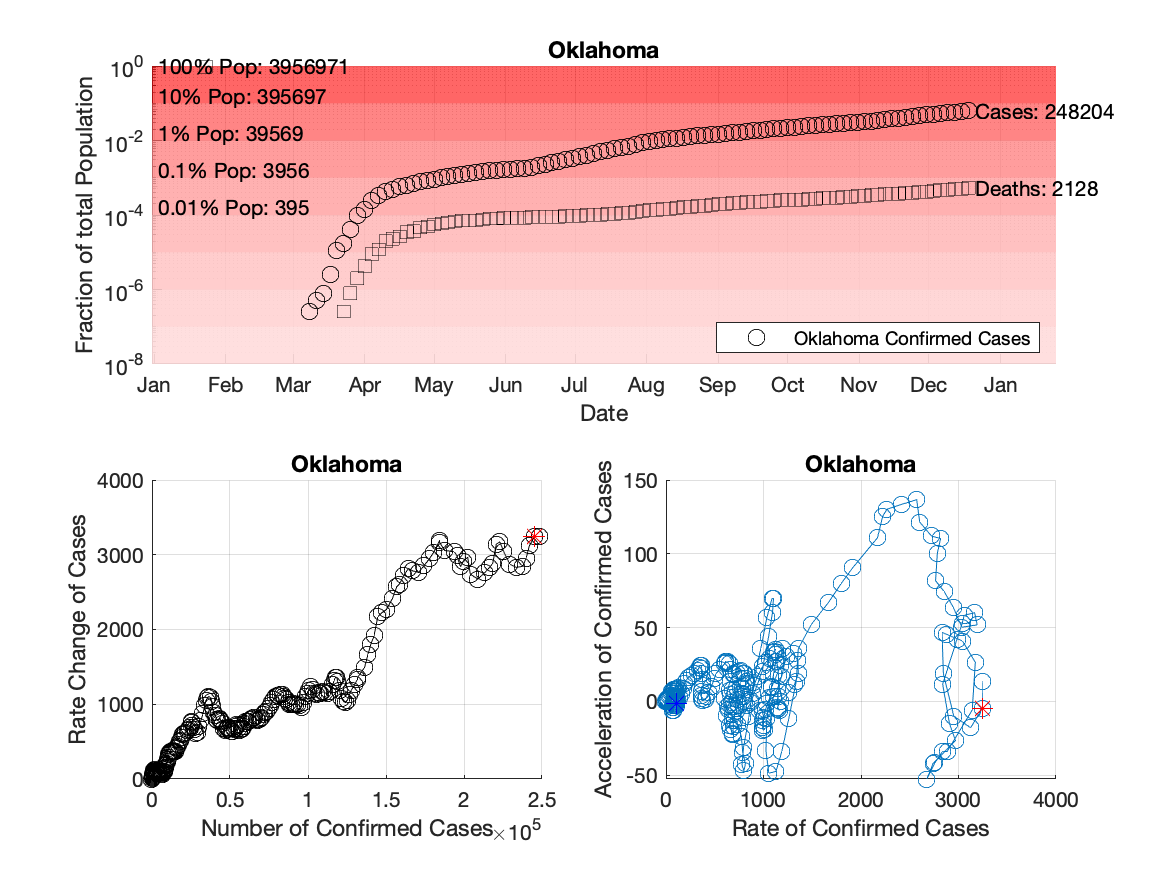 Oklahoma
10^0
10^-2
10^-4
10^-6
10^-8
Fraction of total Population
100% Pop: 3956971
10% Pop: 395697
1% Pop: 39569
0.1% Pop: 3956
0.01% Pop: 395
Cases: 248204
Deaths: 2128
Oklahoma Confirmed Cases
Jan Feb Mar Apr May Jun Jul Aug Sep Oct Nov Dec Jan
Date
Oklahoma
4000
3000
2000
1000
0
Rate Change of Cases
0 0.5 1 1.5 2 2.5
Number of Confirmed Cases ×10^5
Oklahoma
150
100
50
0
-50
Acceleration of Confirmed Cases
0 1000 2000 3000 4000
Rate of Confirmed Cases